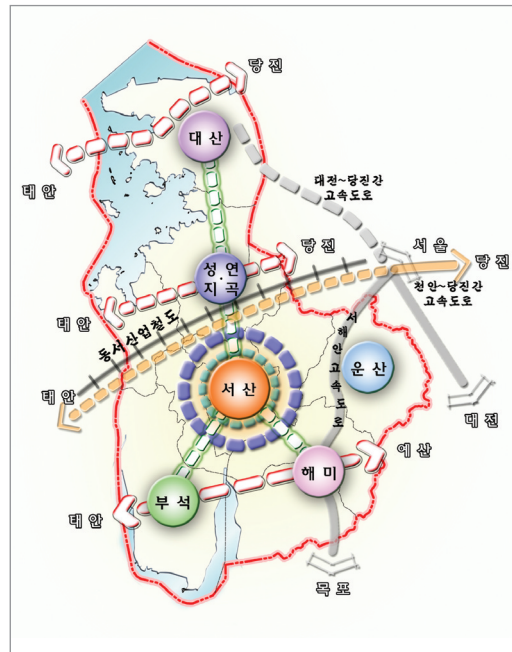 당진
대산
태안
대전~당진간
고속도로
서울
당진
당진
성.연
지곡
천안~당진간
고속도로
태안
동서산업철도
서해안고속도로
운산
서산
태안
대전
예산
해미
부석
태안
목포